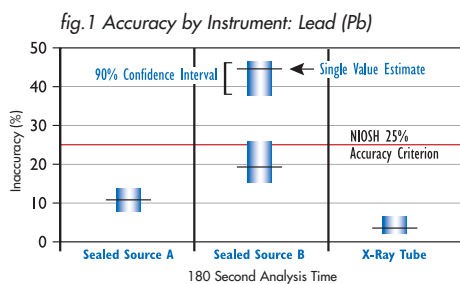 fig.1 Accuracy by Instrument: Lead (Pb)
50
40
30
20
10
0
Inaccuracy (%)
90% Confidence Interval
Single Value Estimate
NIOSH 25%
Accuracy Criterion
Sealed Source A
Sealed Source B
X-Ray Tube
180 Second Analysis Time